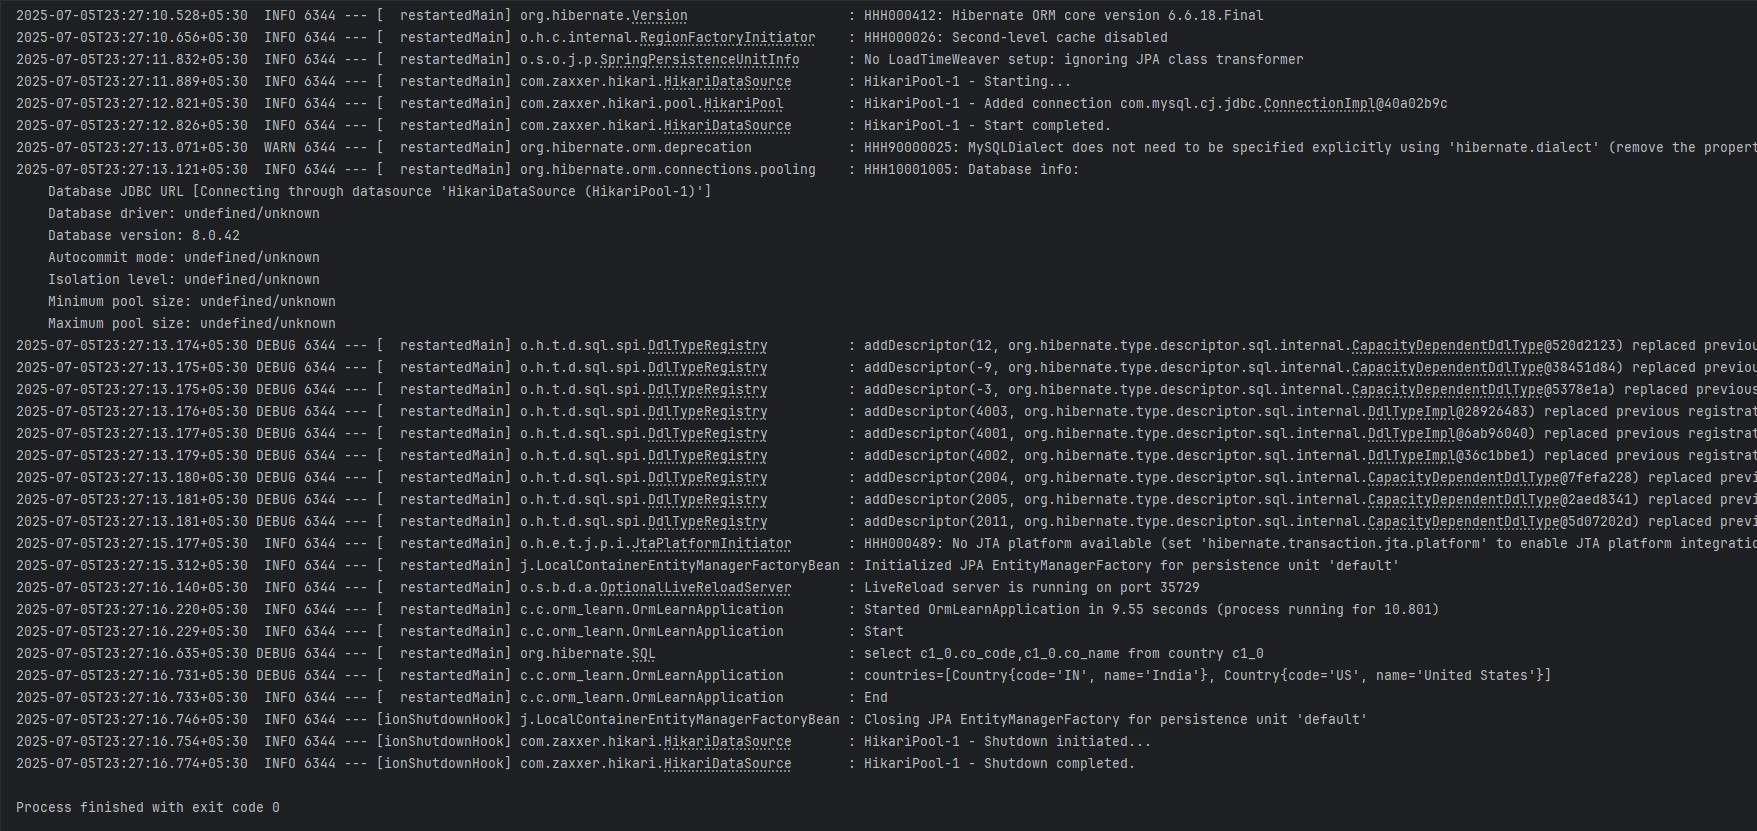 2025-07-05T23:27:10.528+05:30  INFO 6344 --- [  restartedMain] org.hibernate.Version                    : HHH000412: Hibernate ORM core version 6.6.18.Final
2025-07-05T23:27:10.656+05:30  INFO 6344 --- [  restartedMain] o.h.c.internal.RegionFactoryInitiator    : HHH000026: Second-level cache disabled
2025-07-05T23:27:11.832+05:30  INFO 6344 --- [  restartedMain] o.s.o.j.p.SpringPersistenceUnitInfo      : No LoadTimeWeaver setup: ignoring JPA class transformer
2025-07-05T23:27:11.889+05:30  INFO 6344 --- [  restartedMain] com.zaxxer.hikari.HikariDataSource       : HikariPool-1 - Starting...
2025-07-05T23:27:12.821+05:30  INFO 6344 --- [  restartedMain] com.zaxxer.hikari.pool.HikariPool        : HikariPool-1 - Added connection com.mysql.cj.jdbc.ConnectionImpl@40a02b9c
2025-07-05T23:27:12.826+05:30  INFO 6344 --- [  restartedMain] com.zaxxer.hikari.HikariDataSource       : HikariPool-1 - Start completed.
2025-07-05T23:27:13.071+05:30  WARN 6344 --- [  restartedMain] org.hibernate.orm.deprecation            : HHH90000025: MySQLDialect does not need to be specified explicitly using 'hibernate.dialect' (remove the propert
2025-07-05T23:27:13.121+05:30  INFO 6344 --- [  restartedMain] org.hibernate.orm.connections.pooling    : HHH10001005: Database info:
    Database JDBC URL [Connecting through datasource 'HikariDataSource (HikariPool-1)']
    Database driver: undefined/unknown
    Database version: 8.0.42
    Autocommit mode: undefined/unknown
    Isolation level: undefined/unknown
    Minimum pool size: undefined/unknown
    Maximum pool size: undefined/unknown
2025-07-05T23:27:13.174+05:30 DEBUG 6344 --- [  restartedMain] o.h.t.d.sql.spi.DdlTypeRegistry          : addDescriptor(12, org.hibernate.type.descriptor.sql.internal.CapacityDependentDdlType@520d2123) replaced previou
2025-07-05T23:27:13.175+05:30 DEBUG 6344 --- [  restartedMain] o.h.t.d.sql.spi.DdlTypeRegistry          : addDescriptor(-9, org.hibernate.type.descriptor.sql.internal.CapacityDependentDdlType@38451d84) replaced previou
2025-07-05T23:27:13.175+05:30 DEBUG 6344 --- [  restartedMain] o.h.t.d.sql.spi.DdlTypeRegistry          : addDescriptor(-3, org.hibernate.type.descriptor.sql.internal.CapacityDependentDdlType@5378e1a) replaced previous
2025-07-05T23:27:13.176+05:30 DEBUG 6344 --- [  restartedMain] o.h.t.d.sql.spi.DdlTypeRegistry          : addDescriptor(4003, org.hibernate.type.descriptor.sql.internal.DdlTypeImpl@28926483) replaced previous registrat
2025-07-05T23:27:13.177+05:30 DEBUG 6344 --- [  restartedMain] o.h.t.d.sql.spi.DdlTypeRegistry          : addDescriptor(4001, org.hibernate.type.descriptor.sql.internal.DdlTypeImpl@6ab96040) replaced previous registrat
2025-07-05T23:27:13.179+05:30 DEBUG 6344 --- [  restartedMain] o.h.t.d.sql.spi.DdlTypeRegistry          : addDescriptor(4002, org.hibernate.type.descriptor.sql.internal.DdlTypeImpl@36c1bbe1) replaced previous registrat
2025-07-05T23:27:13.180+05:30 DEBUG 6344 --- [  restartedMain] o.h.t.d.sql.spi.DdlTypeRegistry          : addDescriptor(2004, org.hibernate.type.descriptor.sql.internal.CapacityDependentDdlType@7fefa228) replaced previ
2025-07-05T23:27:13.181+05:30 DEBUG 6344 --- [  restartedMain] o.h.t.d.sql.spi.DdlTypeRegistry          : addDescriptor(2005, org.hibernate.type.descriptor.sql.internal.CapacityDependentDdlType@2aed8341) replaced previ
2025-07-05T23:27:13.181+05:30 DEBUG 6344 --- [  restartedMain] o.h.t.d.sql.spi.DdlTypeRegistry          : addDescriptor(2011, org.hibernate.type.descriptor.sql.internal.CapacityDependentDdlType@5d07202d) replaced previ
2025-07-05T23:27:15.177+05:30  INFO 6344 --- [  restartedMain] o.h.e.t.j.p.i.JtaPlatformInitiator       : HHH000489: No JTA platform available (set 'hibernate.transaction.jta.platform' to enable JTA platform integratio
2025-07-05T23:27:15.312+05:30  INFO 6344 --- [  restartedMain] j.LocalContainerEntityManagerFactoryBean : Initialized JPA EntityManagerFactory for persistence unit 'default'
2025-07-05T23:27:16.140+05:30  INFO 6344 --- [  restartedMain] o.s.b.d.a.OptionalLiveReloadServer       : LiveReload server is running on port 35729
2025-07-05T23:27:16.220+05:30  INFO 6344 --- [  restartedMain] c.c.orm_learn.OrmLearnApplication        : Started OrmLearnApplication in 9.55 seconds (process running for 10.801)
2025-07-05T23:27:16.229+05:30  INFO 6344 --- [  restartedMain] c.c.orm_learn.OrmLearnApplication        : Start
2025-07-05T23:27:16.635+05:30 DEBUG 6344 --- [  restartedMain] org.hibernate.SQL                        : select c1_0.co_code,c1_0.co_name from country c1_0
2025-07-05T23:27:16.731+05:30 DEBUG 6344 --- [  restartedMain] c.c.orm_learn.OrmLearnApplication        : countries=[Country{code='IN', name='India'}, Country{code='US', name='United States'}]
2025-07-05T23:27:16.733+05:30  INFO 6344 --- [  restartedMain] c.c.orm_learn.OrmLearnApplication        : End
2025-07-05T23:27:16.746+05:30  INFO 6344 --- [ionShutdownHook] j.LocalContainerEntityManagerFactoryBean : Closing JPA EntityManagerFactory for persistence unit 'default'
2025-07-05T23:27:16.754+05:30  INFO 6344 --- [ionShutdownHook] com.zaxxer.hikari.HikariDataSource       : HikariPool-1 - Shutdown initiated...
2025-07-05T23:27:16.774+05:30  INFO 6344 --- [ionShutdownHook] com.zaxxer.hikari.HikariDataSource       : HikariPool-1 - Shutdown completed.
Process finished with exit code 0